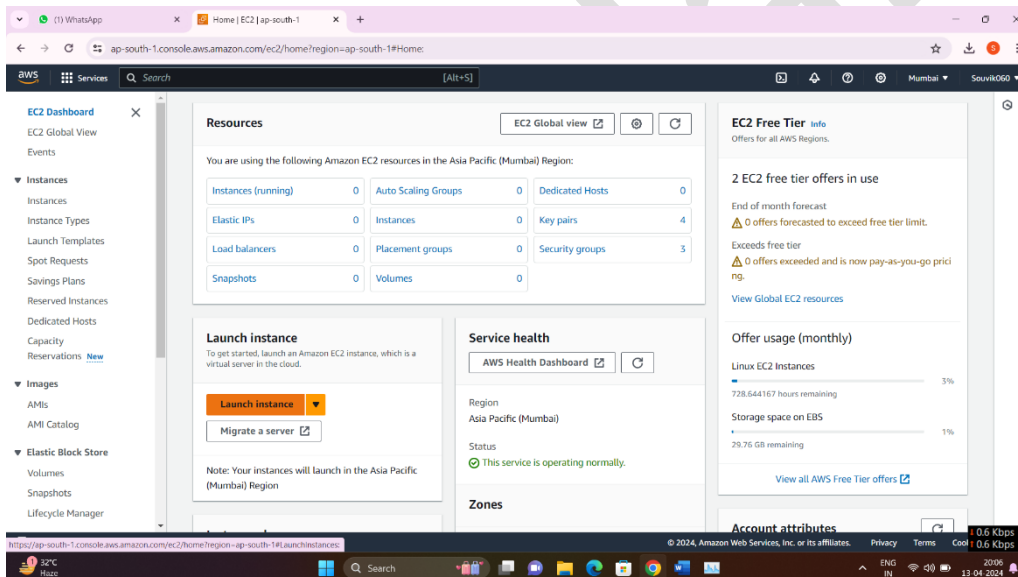 (1) WhatsApp
Home | EC2 | ap-south-1
ap-south-1.console.aws.amazon.com/ec2/home?region=ap-south-1#Home:
S
aws
Services
Search
[Alt+S]
Mumbai
Souvik060
EC2 Dashboard
EC2 Global View
Events
Instances
Instances
Instance Types
Launch Templates
Spot Requests
Savings Plans
Reserved Instances
Dedicated Hosts
Capacity
Reservations New
Images
AMIs
AMI Catalog
Elastic Block Store
Volumes
Snapshots
Lifecycle Manager
Resources
EC2 Global view
You are using the following Amazon EC2 resources in the Asia Pacific (Mumbai) Region:
Instances (running) 0 Auto Scaling Groups 0 Dedicated Hosts 0
Elastic IPs 0 Instances 0 Key pairs 4
Load balancers 0 Placement groups 0 Security groups 3
Snapshots 0 Volumes 0
Launch instance
To get started, launch an Amazon EC2 instance, which is a
virtual server in the cloud.
Launch instance
Migrate a server
Note: Your instances will launch in the Asia Pacific
(Mumbai) Region
Service health
AWS Health Dashboard
Region
Asia Pacific (Mumbai)
Status
This service is operating normally.
Zones
EC2 Free Tier Info
Offers for all AWS Regions.
2 EC2 free tier offers in use
End of month forecast
0 offers forecasted to exceed free tier limit.
Exceeds free tier
0 offers exceeded and is now pay-as-you-go prici
ng.
View Global EC2 resources
Offer usage (monthly)
Linux EC2 Instances
3%
728.644167 hours remaining
Storage space on EBS
1%
29.76 GB remaining
View all AWS Free Tier offers
Account attributes
https://ap-south-1.console.aws.amazon.com/ec2/home?region=ap-south-1#LaunchInstances:
© 2024, Amazon Web Services, Inc. or its affiliates.
Privacy
Terms
0.6 Kbps
0.6 Kbps
1
32°C
Haze
Search
ENG
IN
20:06
13-04-2024